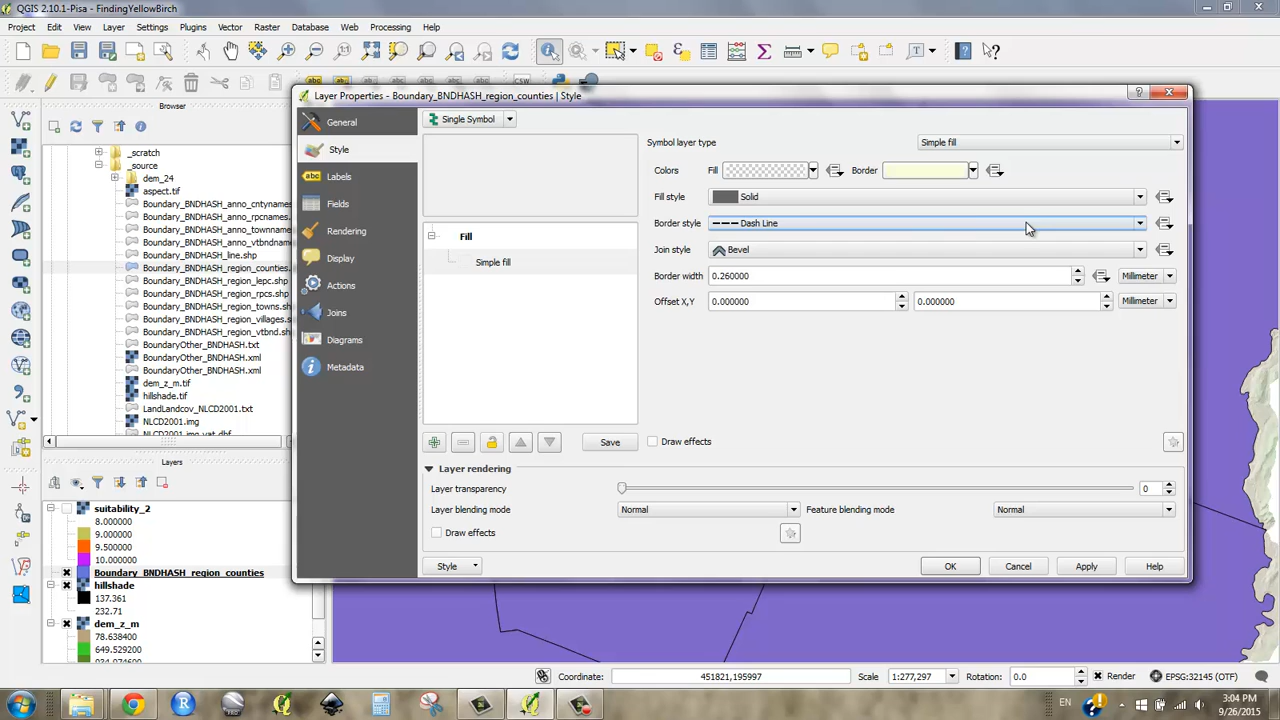 QGIS 2.10.1-Pisa - FindingYellowBirch
Project Edit View Layer Settings Plugins Vector Raster Database Web Processing Help
Layer Properties - Boundary_BNDHASH_region_counties | Style
Browser
_scratch
_source
dem_24
aspect.tif
Boundary_BNDHASH_anno_cntynames
Boundary_BNDHASH_anno_rpcnames.
Boundary_BNDHASH_anno_townname
Boundary_BNDHASH_anno_vtbndname
Boundary_BNDHASH_line.shp
Boundary_BNDHASH_region_counties.
Boundary_BNDHASH_region_lepc.shp
Boundary_BNDHASH_region_rpcs.shp
Boundary_BNDHASH_region_towns.shp
Boundary_BNDHASH_region_villages.shp
Boundary_BNDHASH_region_vtbnd.sh
BoundaryOther_BNDHASH.txt
BoundaryOther_BNDHASH.xml
BoundaryOther_BNDHASH.xml
dem_z_m.tif
hillshade.tif
LandLandcov_NLCD2001.txt
NLCD2001.img
NLCD2001.img.vat.dbf
Layers
suitability_2
8.000000
9.000000
9.500000
10.000000
Boundary_BNDHASH_region_counties
hillshade
137.361
232.71
dem_z_m
78.638400
649.529200
General
Style
Labels
Fields
Rendering
Display
Actions
Joins
Diagrams
Metadata
Single Symbol
Fill
Simple fill
Save
Draw effects
Symbol layer type Simple fill
Colors Fill Border
Fill style Solid
Border style Dash Line
Join style Bevel
Border width 0.260000 Millimeter
Offset X,Y 0.000000 0.000000 Millimeter
Layer rendering
Layer transparency 0
Layer blending mode Normal Feature blending mode Normal
Draw effects
Style OK Cancel Apply Help
Coordinate: 451821,195997 Scale 1:277,297 Rotation: 0.0 Render EPSG:32145 (OTF)
EN
3:04 PM
9/26/2015